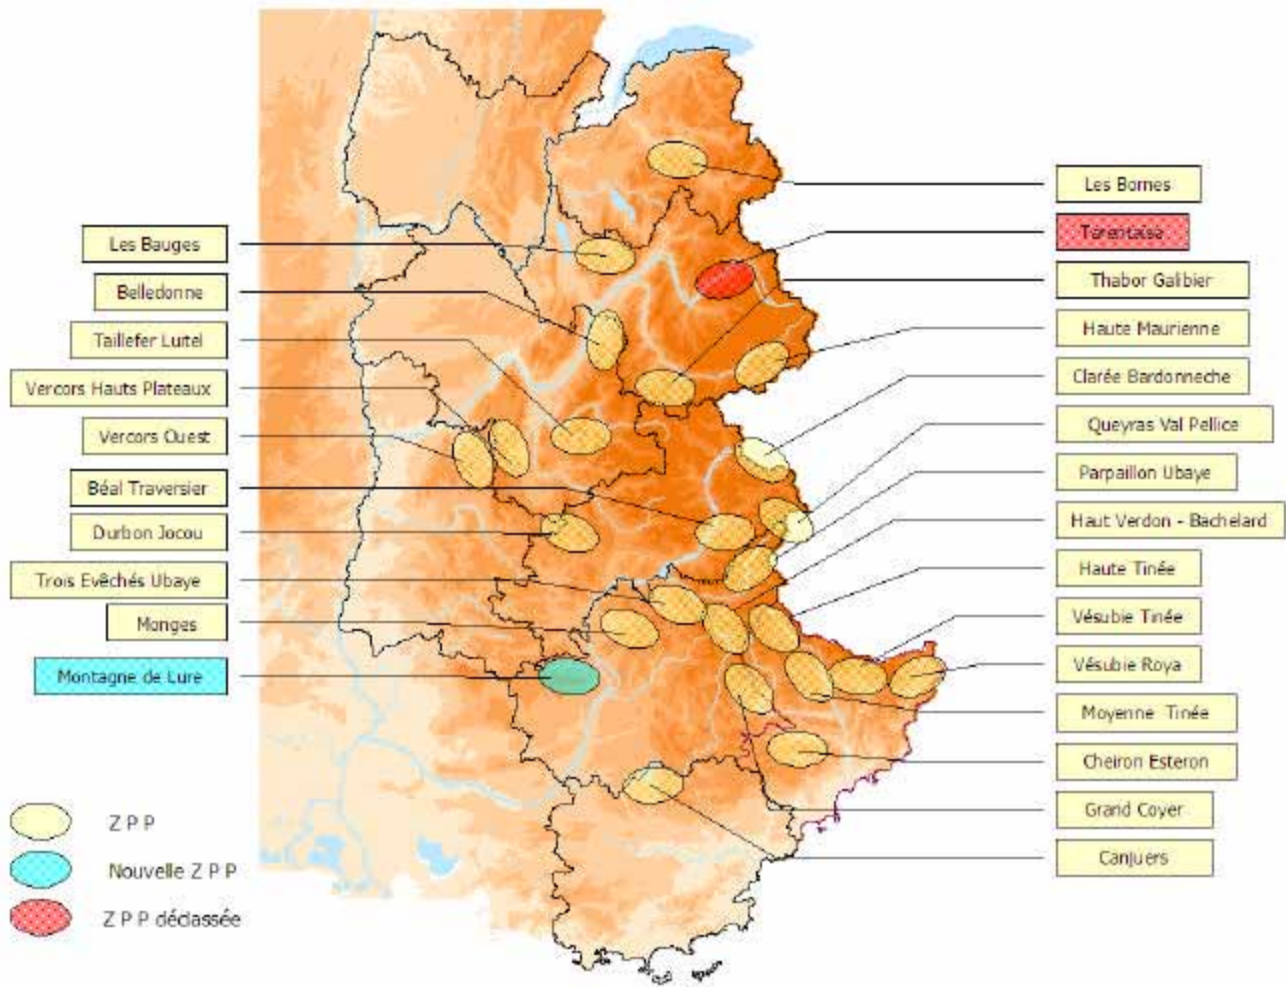 Les Bauges
Belledonne
Taillefer Luitel
Vercors Hauts Plateaux
Vercors Ouest
Béal Traversier
Durbon Jocou
Trois Evêchés Ubaye
Monges
Montagne de Lure
Les Bornes
Tarentaise
Thabor Galibier
Haute Maurienne
Clarée Bardonneche
Queyras Val Pellice
Parpaillon Ubaye
Haut Verdon - Bachelard
Haute Tinée
Vésubie Tinée
Vésubie Roya
Moyenne Tinée
Cheiron Esteron
Grand Coyer
Canjuers
Z P P
Nouvelle Z P P
Z P P déclassée